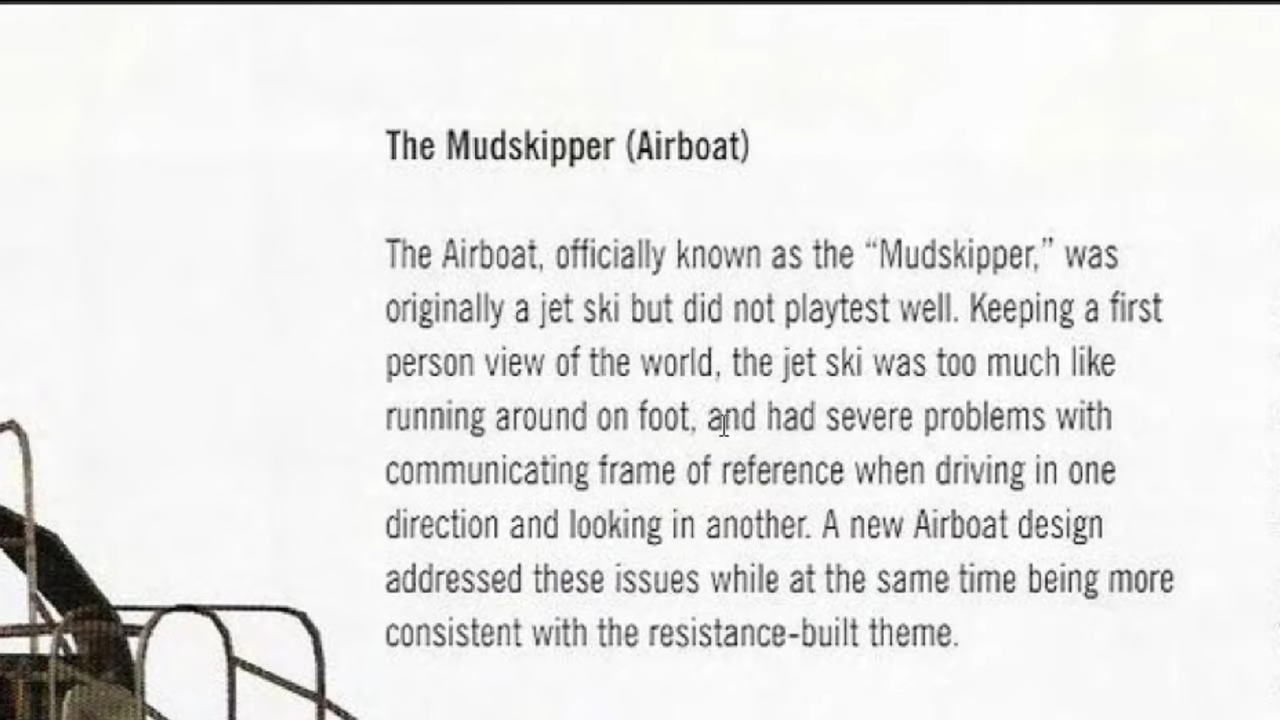 The Mudskipper (Airboat)
The Airboat, officially known as the “Mudskipper,” was
originally a jet ski but did not playtest well. Keeping a first
person view of the world, the jet ski was too much like
running around on foot, and had severe problems with
communicating frame of reference when driving in one
direction and looking in another. A new Airboat design
addressed these issues while at the same time being more
consistent with the resistance-built theme.